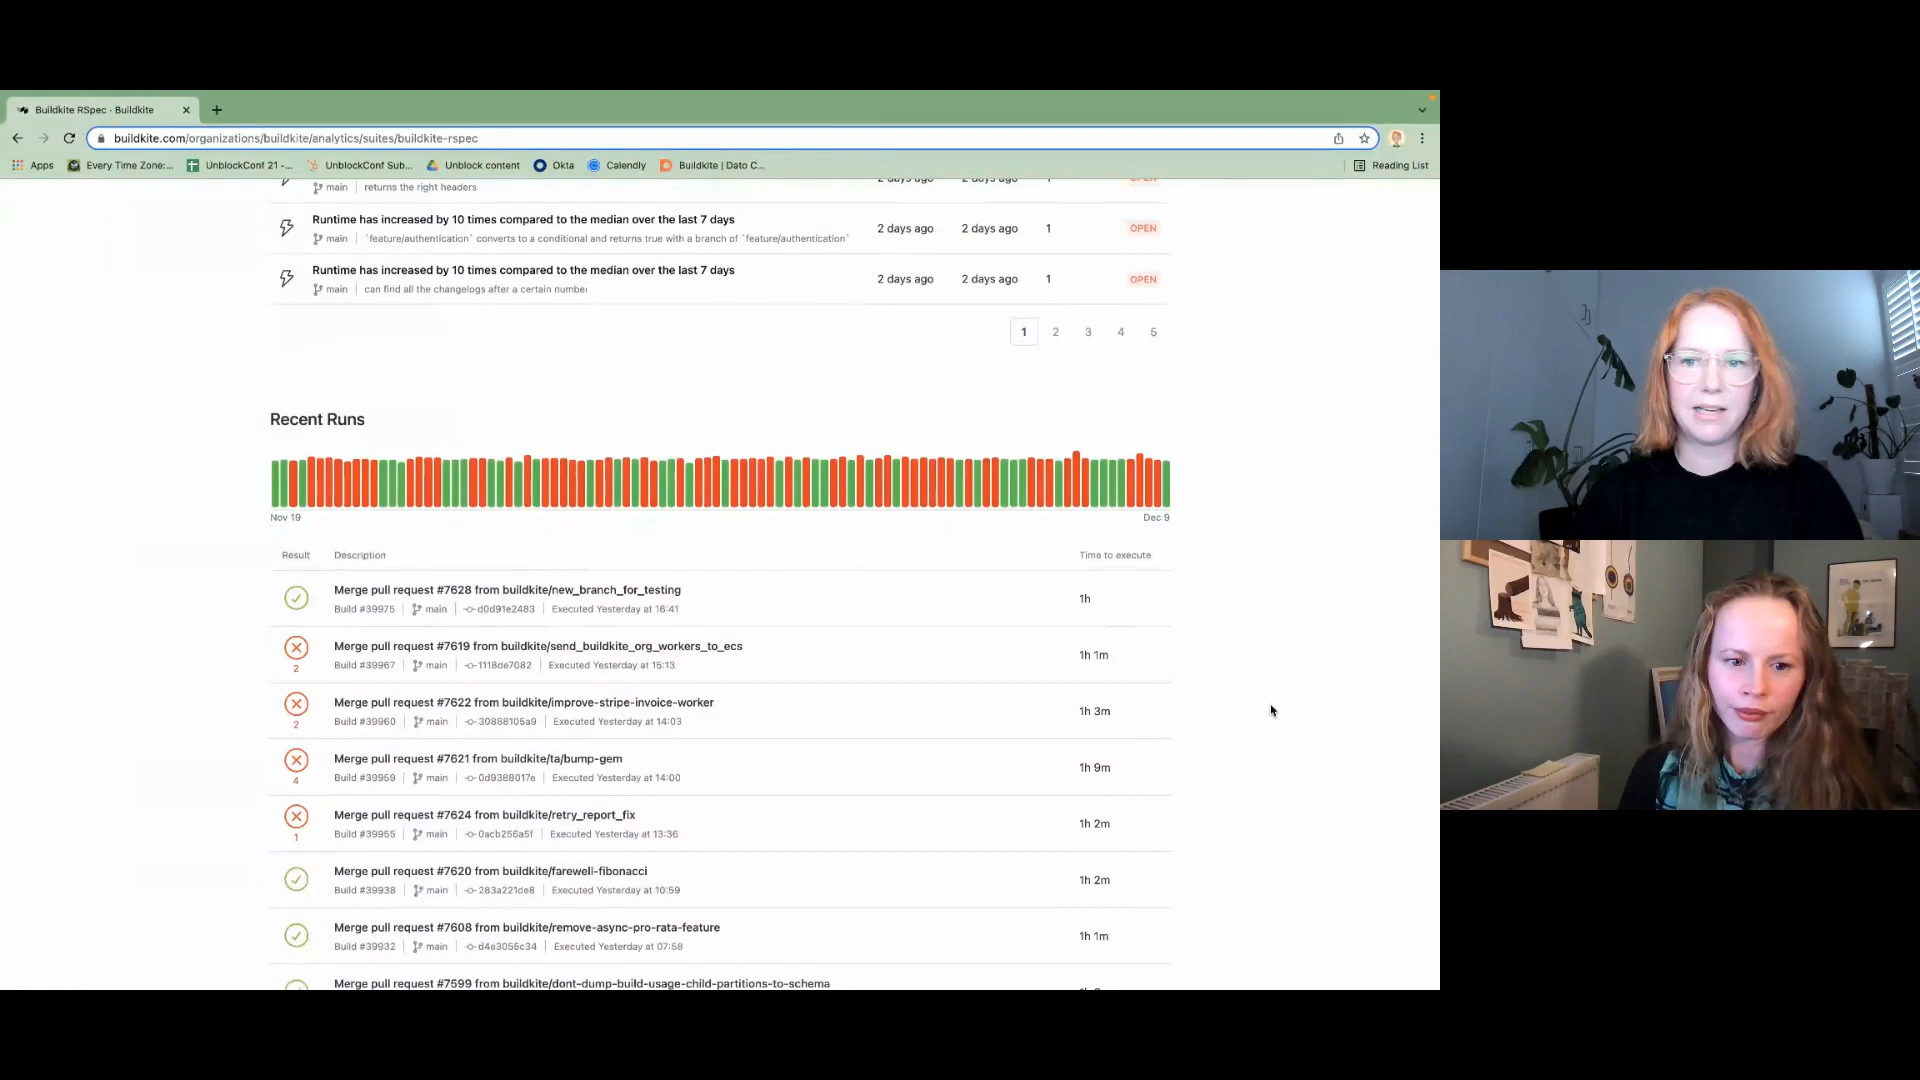 Buildkite RSpec · Buildkite
buildkite.com/organizations/buildkite/analytics/suites/buildkite-rspec
Apps Every Time Zone:... UnblockConf 21 -... UnblockConf Sub... Unblock content Okta Calendly Buildkite | Dato C... Reading List
2 days ago 2 days ago 1 OPEN
main returns the right headers
Runtime has increased by 10 times compared to the median over the last 7 days
2 days ago 2 days ago 1 OPEN
main `feature/authentication` converts to a conditional and returns true with a branch of `feature/authentication`
Runtime has increased by 10 times compared to the median over the last 7 days
2 days ago 2 days ago 1 OPEN
main can find all the changelogs after a certain number
1 2 3 4 5
Recent Runs
Nov 19 Dec 9
Result Description Time to execute
Merge pull request #7628 from buildkite/new_branch_for_testing
1h
Build #39975 main d0d91e2483 Executed Yesterday at 16:41
Merge pull request #7619 from buildkite/send_buildkite_org_workers_to_ecs
1h 1m
2 Build #39967 main 1118de7082 Executed Yesterday at 15:13
Merge pull request #7622 from buildkite/improve-stripe-invoice-worker
1h 3m
2 Build #39960 main 30888105a9 Executed Yesterday at 14:03
Merge pull request #7621 from buildkite/ta/bump-gem
1h 9m
4 Build #39959 main 0d9388017e Executed Yesterday at 14:00
Merge pull request #7624 from buildkite/retry_report_fix
1h 2m
1 Build #39955 main 0acb256a5f Executed Yesterday at 13:36
Merge pull request #7620 from buildkite/farewell-fibonacci
1h 2m
Build #39938 main 283a221de8 Executed Yesterday at 10:59
Merge pull request #7608 from buildkite/remove-async-pro-rata-feature
1h 1m
Build #39932 main d4e3056c34 Executed Yesterday at 07:58
Merge pull request #7599 from buildkite/dont-dump-build-usage-child-partitions-to-schema